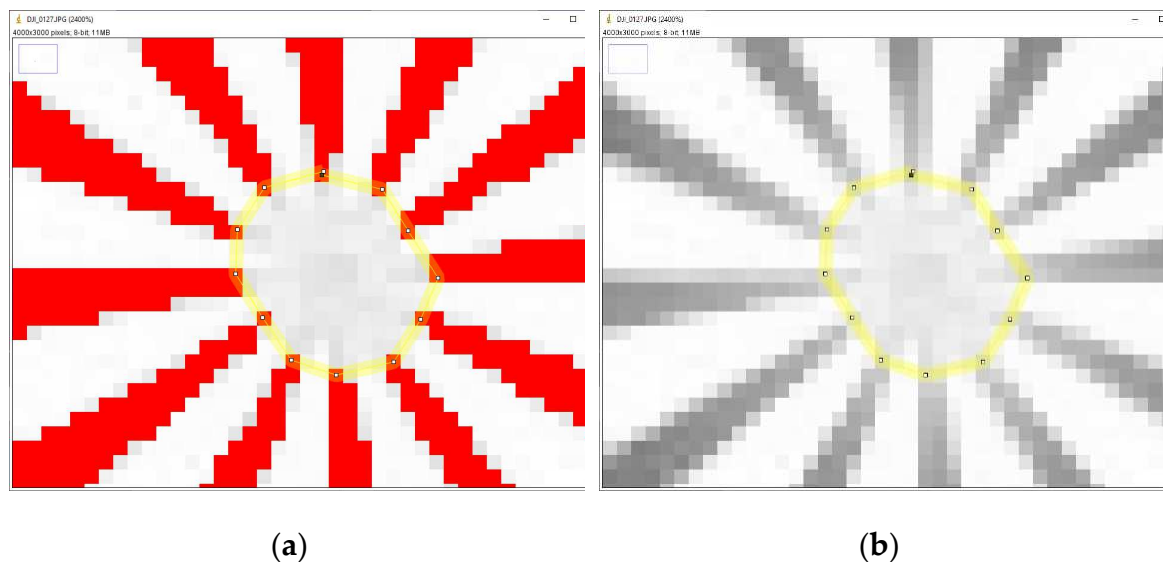 DJI_0127.JPG (2400%)
4000x3000 pixels; 8-bit; 11MB
DJI_0127.JPG (2400%)
4000x3000 pixels; 8-bit; 11MB
(a)
(b)